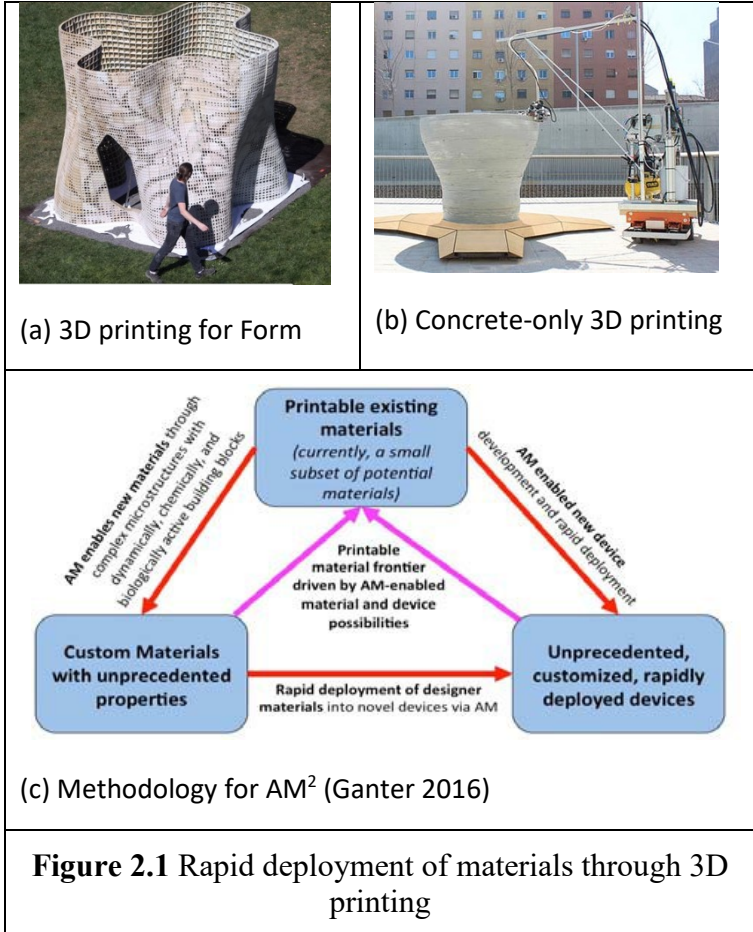 (a) 3D printing for Form
(b) Concrete-only 3D printing
Printable existing
materials
(currently, a small
subset of potential
materials)
AM enables new materials through
complex microstructures with
dynamically, chemically, and
biologically active building blocks
AM enabled new device
development and rapid deployment
Printable
material frontier
driven by AM-enabled
material and device
possibilities
Custom Materials
with unprecedented
properties
Unprecedented,
customized, rapidly
deployed devices
Rapid deployment of designer
materials into novel devices via AM
(c) Methodology for AM² (Ganter 2016)
Figure 2.1 Rapid deployment of materials through 3D
printing